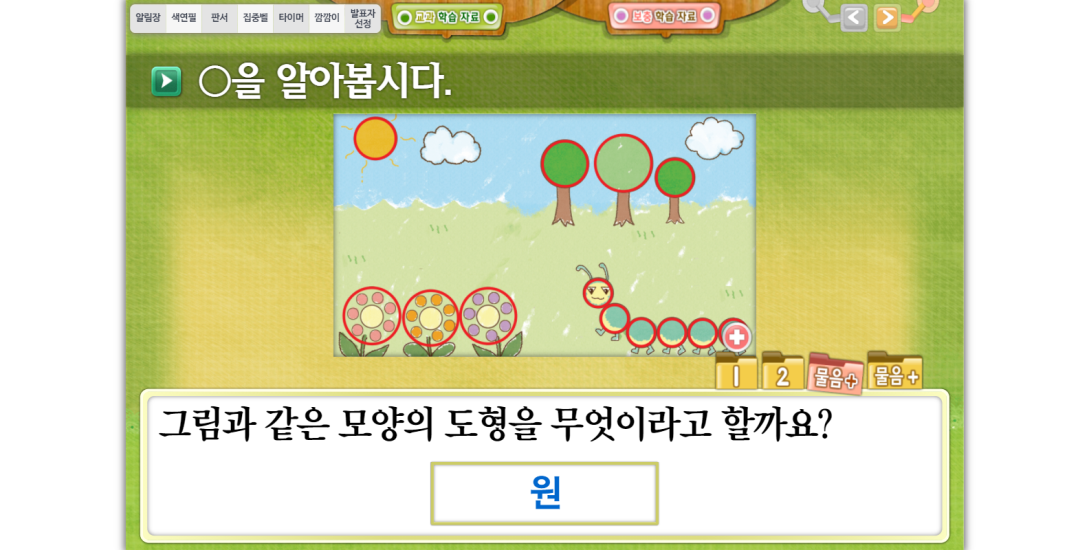 알림장 색연필 판서 집중벨 타이머 깜깜이 발표자 선정
교과 학습 자료
보충 학습 자료
○을 알아봅시다.
1 2 물음+ 물음+
그림과 같은 모양의 도형을 무엇이라고 할까요?
원